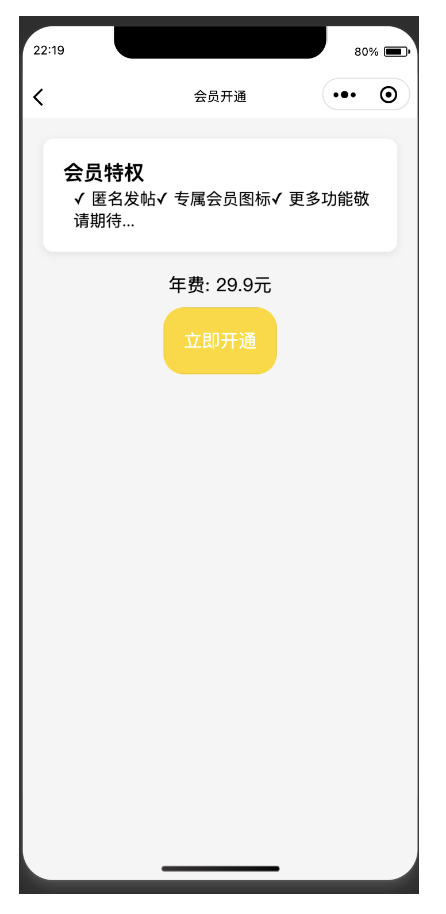 22:19
80%
会员开通
会员特权
✓ 匿名发帖✓ 专属会员图标✓ 更多功能敬
请期待...
年费: 29.9元
立即开通